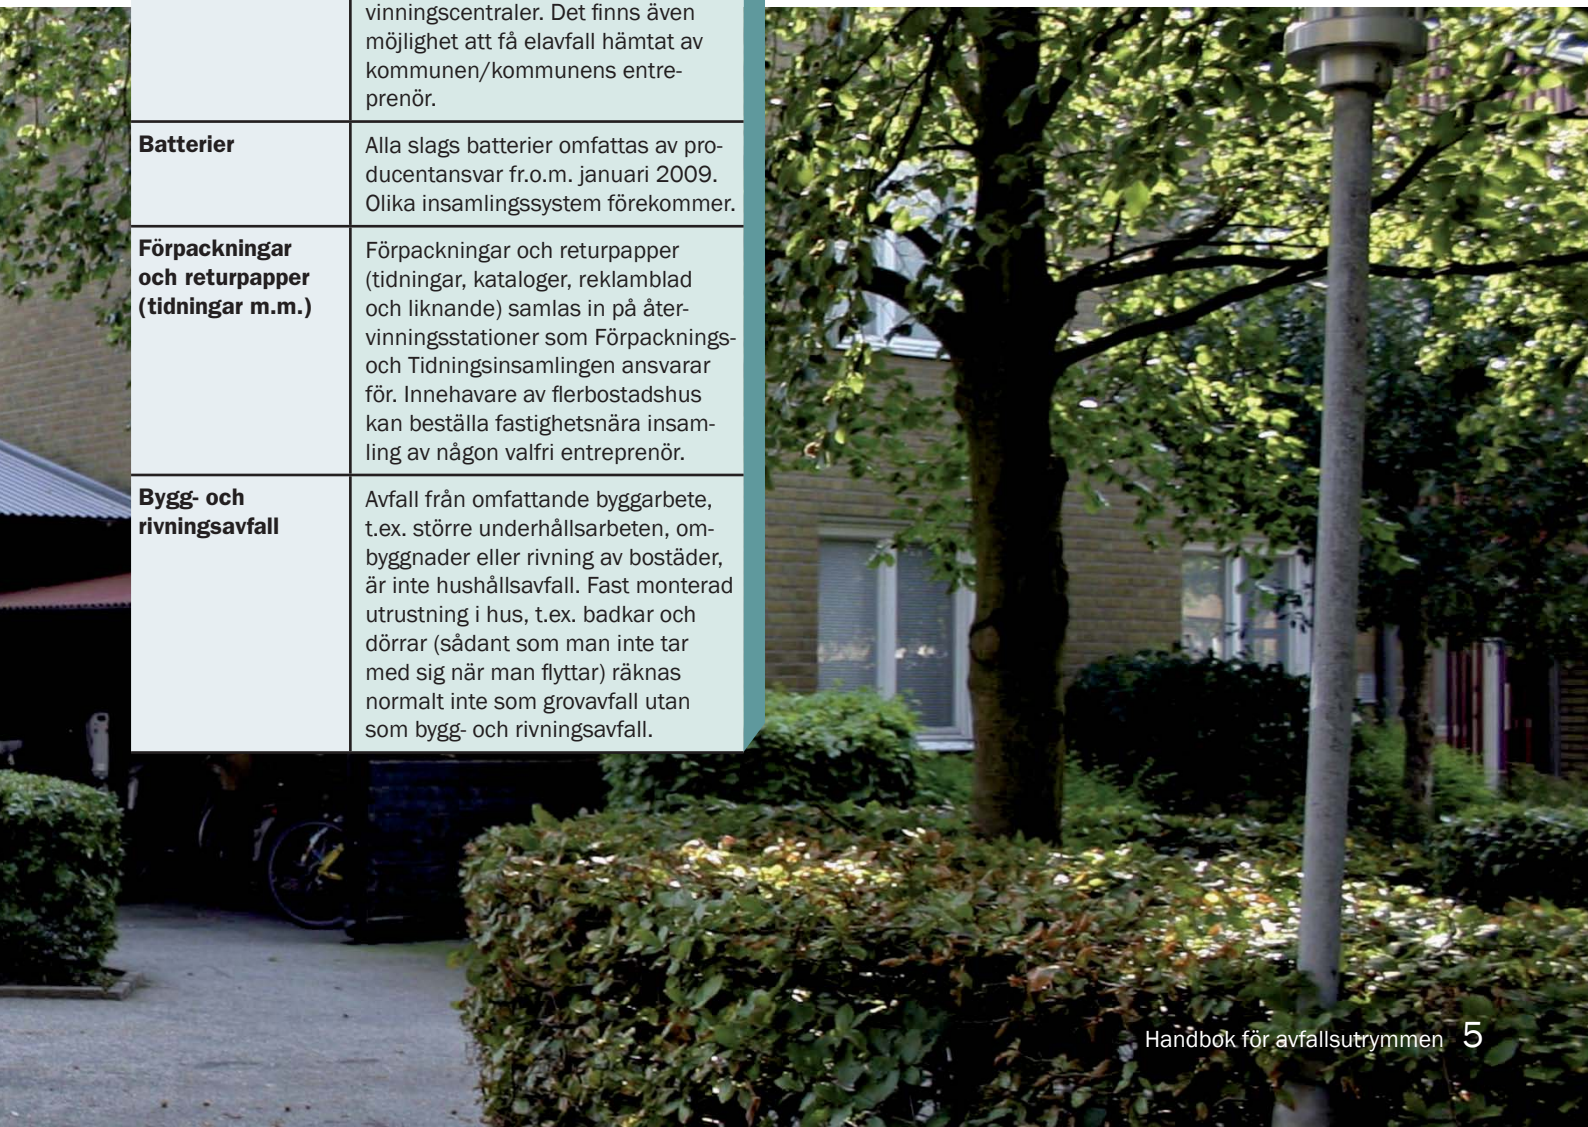 vinningscentraler. Det finns även
möjlighet att få elavfall hämtat av
kommunen/kommunens entre-
prenör.
Batterier
Alla slags batterier omfattas av pro-
ducentansvar fr.o.m. januari 2009.
Olika insamlingssystem förekommer.
Förpackningar
och returpapper
(tidningar m.m.)
Förpackningar och returpapper
(tidningar, kataloger, reklamblad
och liknande) samlas in på åter-
vinningsstationer som Förpacknings-
och Tidningsinsamlingen ansvarar
för. Innehavare av flerbostadshus
kan beställa fastighetsnära insam-
ling av någon valfri entreprenör.
Bygg- och
rivningsavfall
Avfall från omfattande byggarbete,
t.ex. större underhållsarbeten, om-
byggnader eller rivning av bostäder,
är inte hushållsavfall. Fast monterad
utrustning i hus, t.ex. badkar och
dörrar (sådant som man inte tar
med sig när man flyttar) räknas
normalt inte som grovavfall utan
som bygg- och rivningsavfall.
Handbok för avfallsutrymmen 5